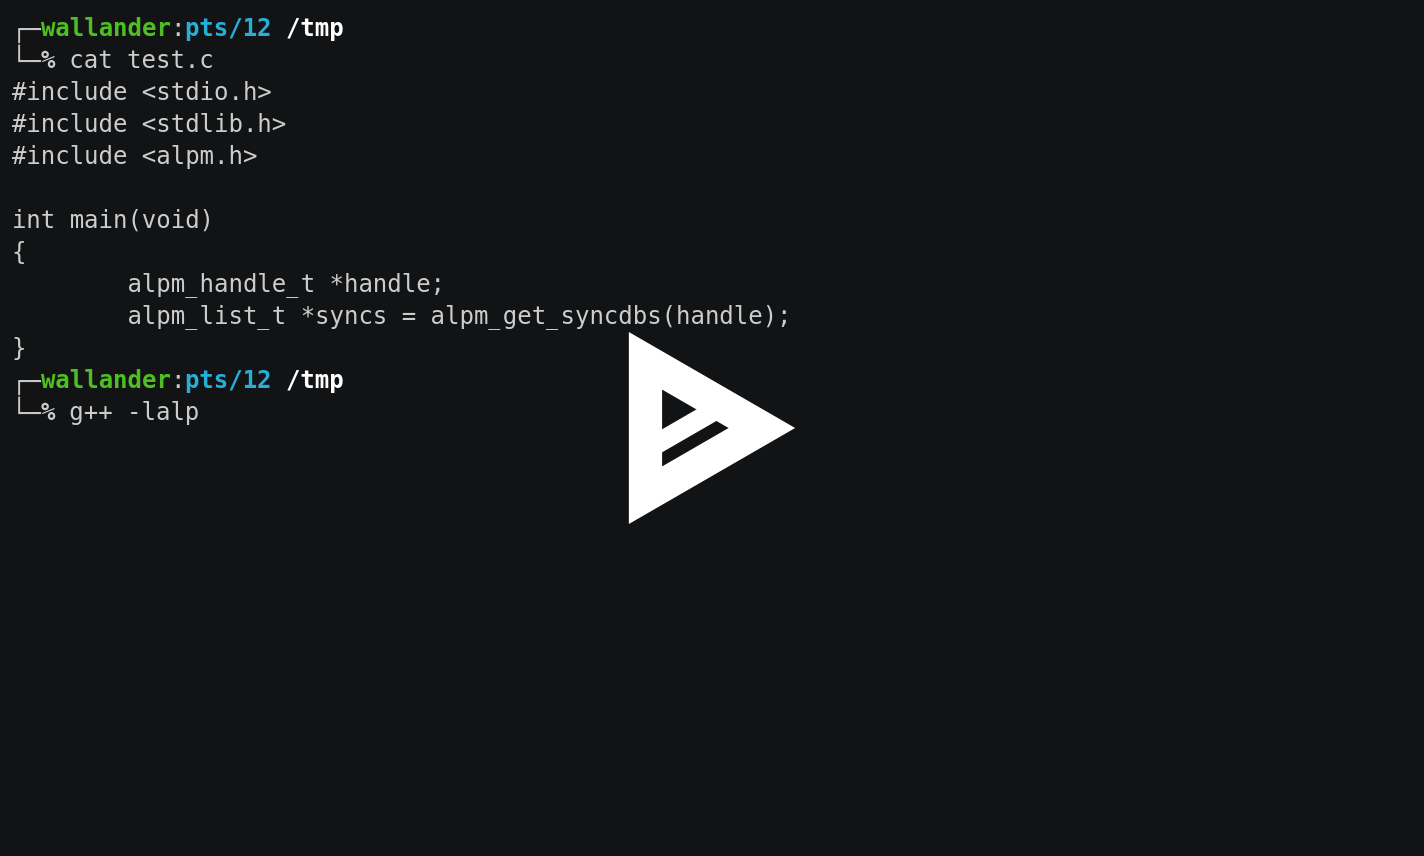 ┌─wallander:pts/12 /tmp
└─% cat test.c
#include <stdio.h>
#include <stdlib.h>
#include <alpm.h>

int main(void)
{
        alpm_handle_t *handle;
        alpm_list_t *syncs = alpm_get_syncdbs(handle);
}
┌─wallander:pts/12 /tmp
└─% g++ -lalp